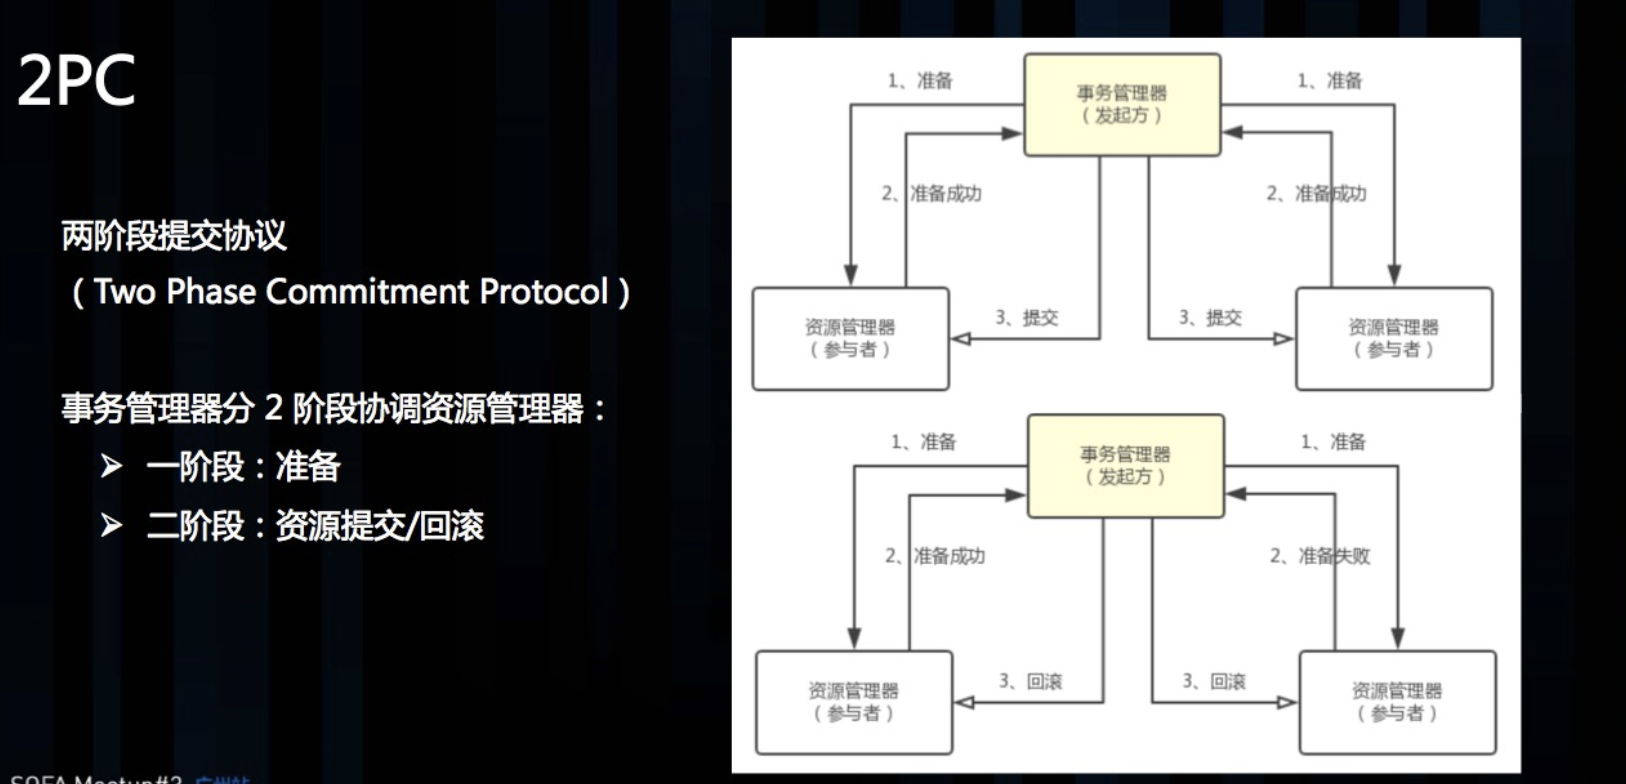 2PC
两阶段提交协议
（Two Phase Commitment Protocol）
事务管理器分 2 阶段协调资源管理器：
➢ 一阶段：准备
➢ 二阶段：资源提交/回滚
1、准备
事务管理器
（发起方）
1、准备
2、准备成功
2、准备成功
3、提交
3、提交
资源管理器
（参与者）
资源管理器
（参与者）
1、准备
事务管理器
（发起方）
1、准备
2、准备成功
2、准备失败
3、回滚
3、回滚
资源管理器
（参与者）
资源管理器
（参与者）
SOFA Meetup#3 广州站